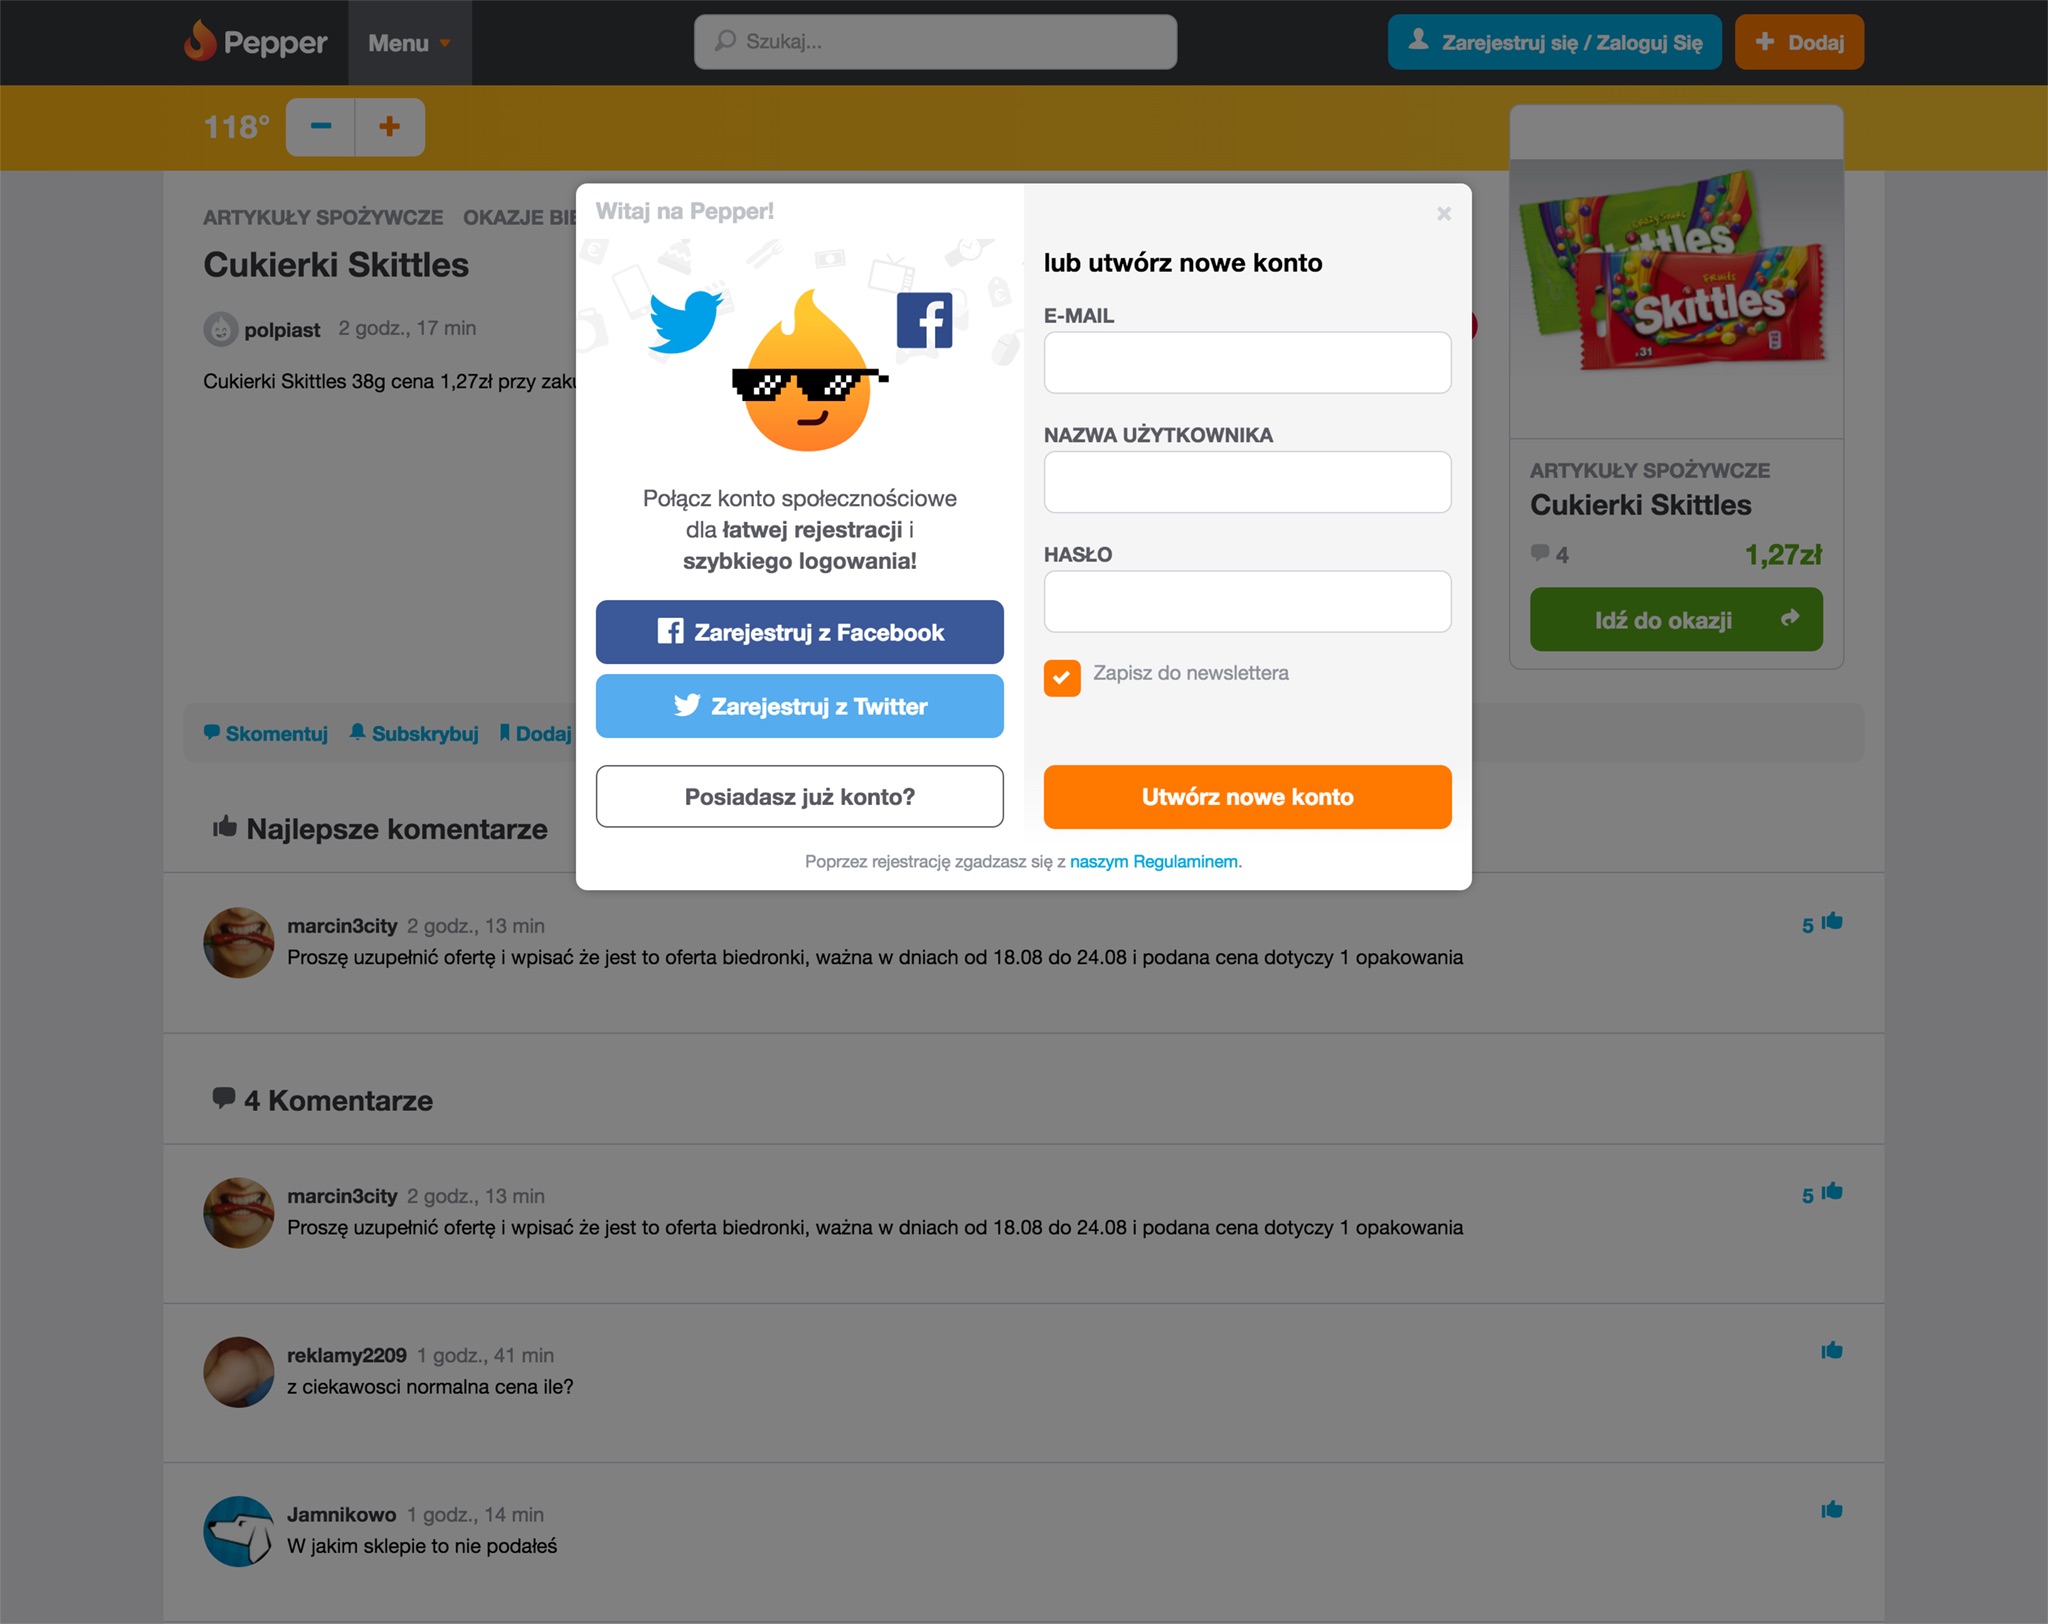 Pepper
Menu
Szukaj...
Zarejestruj się / Zaloguj Się
Dodaj
118°
ARTYKUŁY SPOŻYWCZE OKAZJE BIE
Cukierki Skittles
polpiast 2 godz., 17 min
Cukierki Skittles 38g cena 1,27zł przy zaku
Witaj na Pepper!
Połącz konto społecznościowe
dla łatwej rejestracji i
szybkiego logowania!
Zarejestruj z Facebook
Zarejestruj z Twitter
Posiadasz już konto?
lub utwórz nowe konto
E-MAIL
NAZWA UŻYTKOWNIKA
HASŁO
Zapisz do newslettera
Utwórz nowe konto
Poprzez rejestrację zgadzasz się z naszym Regulaminem.
Crazy Sours
Skittles
Fruits
Skittles
ARTYKUŁY SPOŻYWCZE
Cukierki Skittles
4
1,27zł
Idź do okazji
Skomentuj Subskrybuj Dodaj
Najlepsze komentarze
marcin3city 2 godz., 13 min
5
Proszę uzupełnić ofertę i wpisać że jest to oferta biedronki, ważna w dniach od 18.08 do 24.08 i podana cena dotyczy 1 opakowania
4 Komentarze
marcin3city 2 godz., 13 min
5
Proszę uzupełnić ofertę i wpisać że jest to oferta biedronki, ważna w dniach od 18.08 do 24.08 i podana cena dotyczy 1 opakowania
reklamy2209 1 godz., 41 min
z ciekawosci normalna cena ile?
Jamnikowo 1 godz., 14 min
W jakim sklepie to nie podałeś